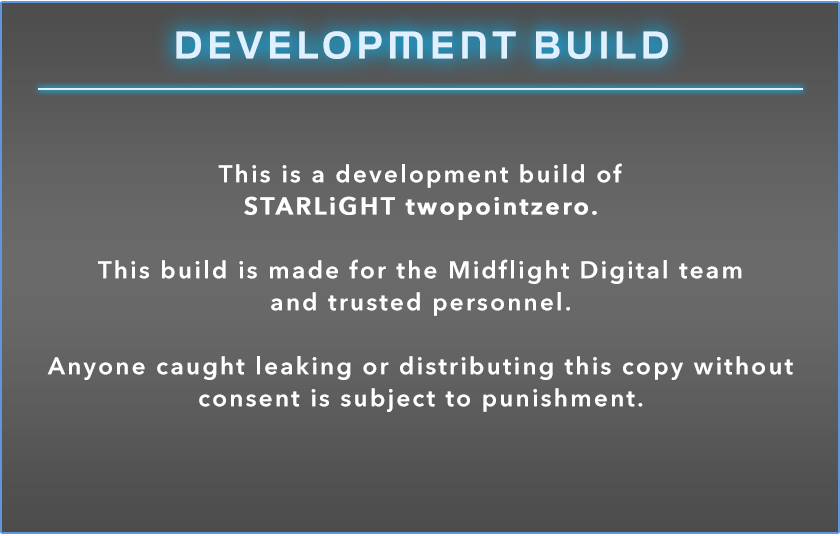 DEVELOPMENT BUILD
This is a development build of
STARLiGHT twopointzero.
This build is made for the Midflight Digital team
and trusted personnel.
Anyone caught leaking or distributing this copy without
consent is subject to punishment.